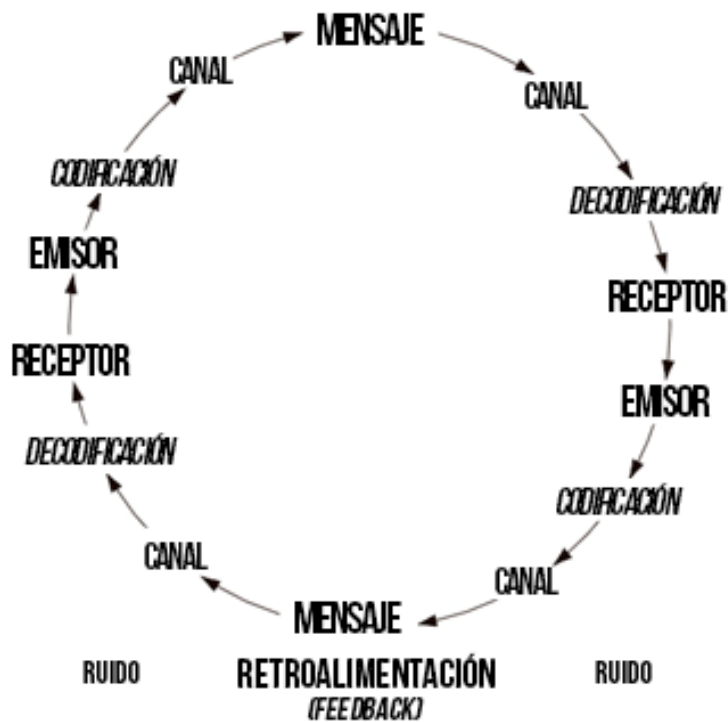 MENSAJE
CANAL
CANAL
CODIFICACIÓN
DECODIFICACIÓN
EMISOR
RECEPTOR
RECEPTOR
EMISOR
DECODIFICACIÓN
CODIFICACIÓN
CANAL
CANAL
MENSAJE
RUIDO RETROALIMENTACIÓN RUIDO
(FEEDBACK)